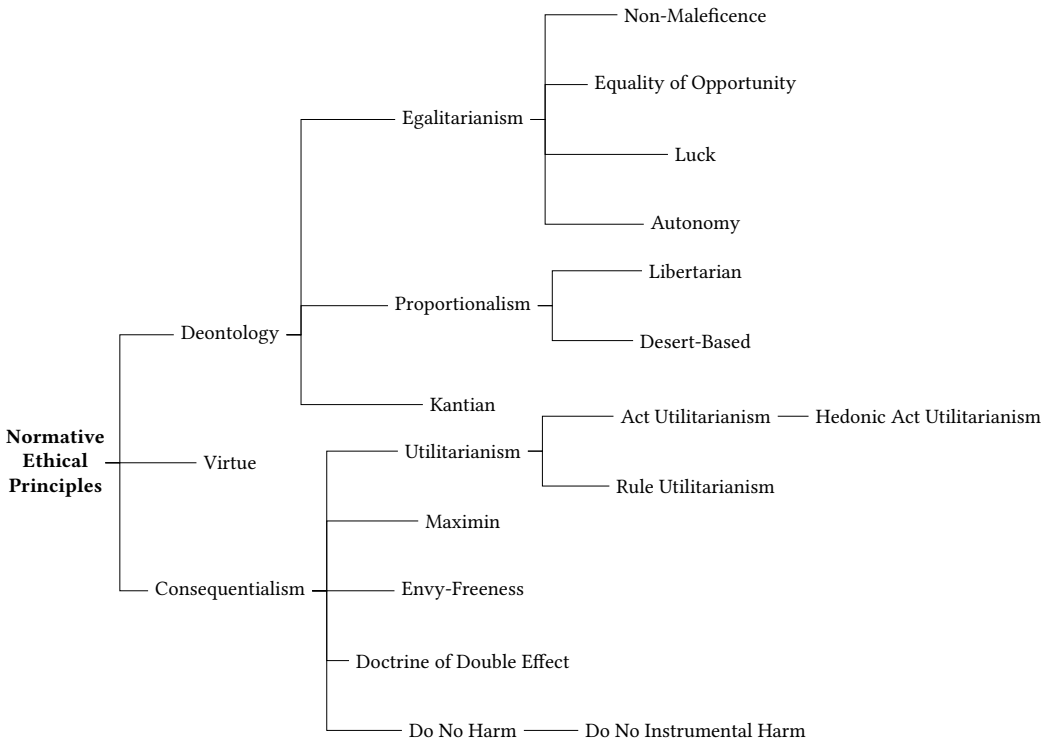 Non-Maleficence
Equality of Opportunity
Egalitarianism
Luck
Autonomy
Libertarian
Proportionalism
Deontology
Desert-Based
Kantian
Act Utilitarianism
Hedonic Act Utilitarianism
Normative
Ethical
Principles
Utilitarianism
Virtue
Rule Utilitarianism
Maximin
Consequentialism
Envy-Freeness
Doctrine of Double Effect
Do No Harm
Do No Instrumental Harm